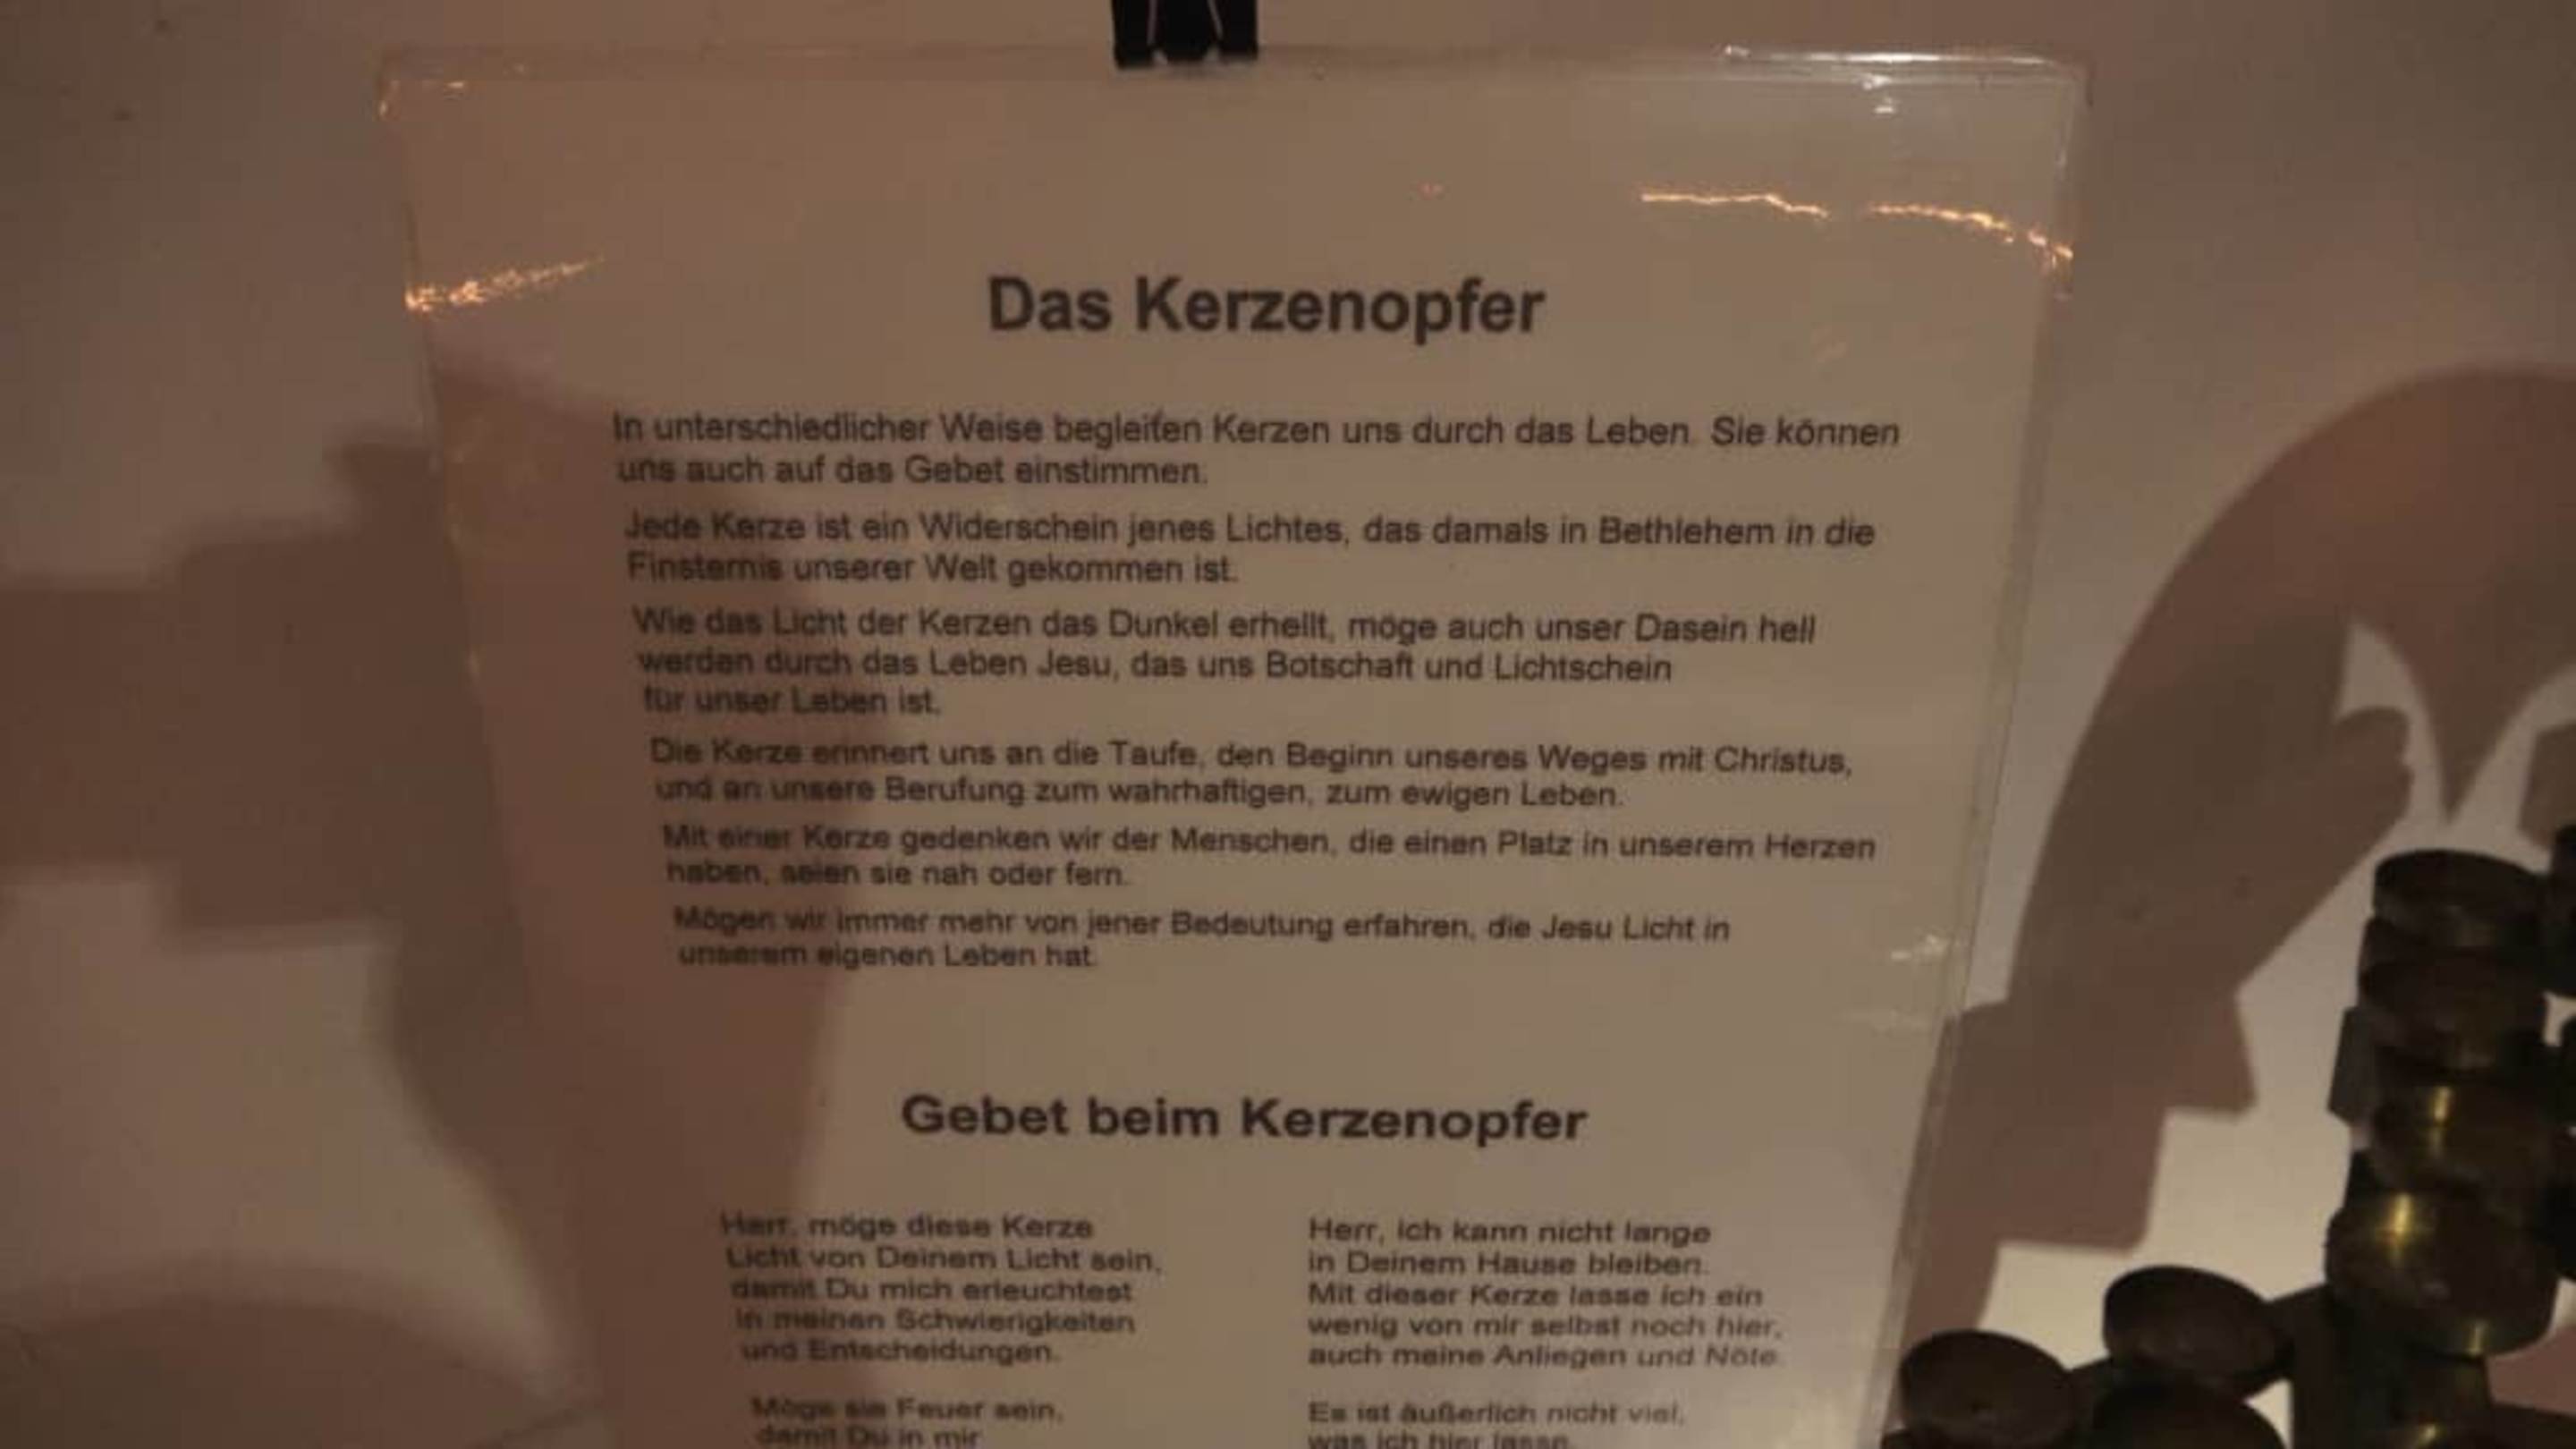 Das Kerzenopfer
In unterschiedlicher Weise begleiten Kerzen uns durch das Leben. Sie können
uns auch auf das Gebet einstimmen.
Jede Kerze ist ein Widerschein jenes Lichtes, das damals in Bethlehem in die
Finsternis unserer Welt gekommen ist.
Wie das Licht der Kerzen das Dunkel erhellt, möge auch unser Dasein hell
werden durch das Leben Jesu, das uns Botschaft und Lichtschein
für unser Leben ist.
Die Kerze erinnert uns an die Taufe, den Beginn unseres Weges mit Christus,
und an unsere Berufung zum wahrhaftigen, zum ewigen Leben.
Mit einer Kerze gedenken wir der Menschen, die einen Platz in unserem Herzen
haben, seien sie nah oder fern.
Mögen wir immer mehr von jener Bedeutung erfahren, die Jesu Licht in
unserem eigenen Leben hat.
Gebet beim Kerzenopfer
Herr, möge diese Kerze
Licht von Deinem Licht sein,
damit Du mich erleuchtest
in meinen Schwierigkeiten
und Entscheidungen.
Möge sie Feuer sein,
damit Du in mir
Herr, ich kann nicht lange
in Deinem Hause bleiben.
Mit dieser Kerze lasse ich ein
wenig von mir selbst noch hier,
auch meine Anliegen und Nöte.
Es ist äußerlich nicht viel,
was ich hier lasse,